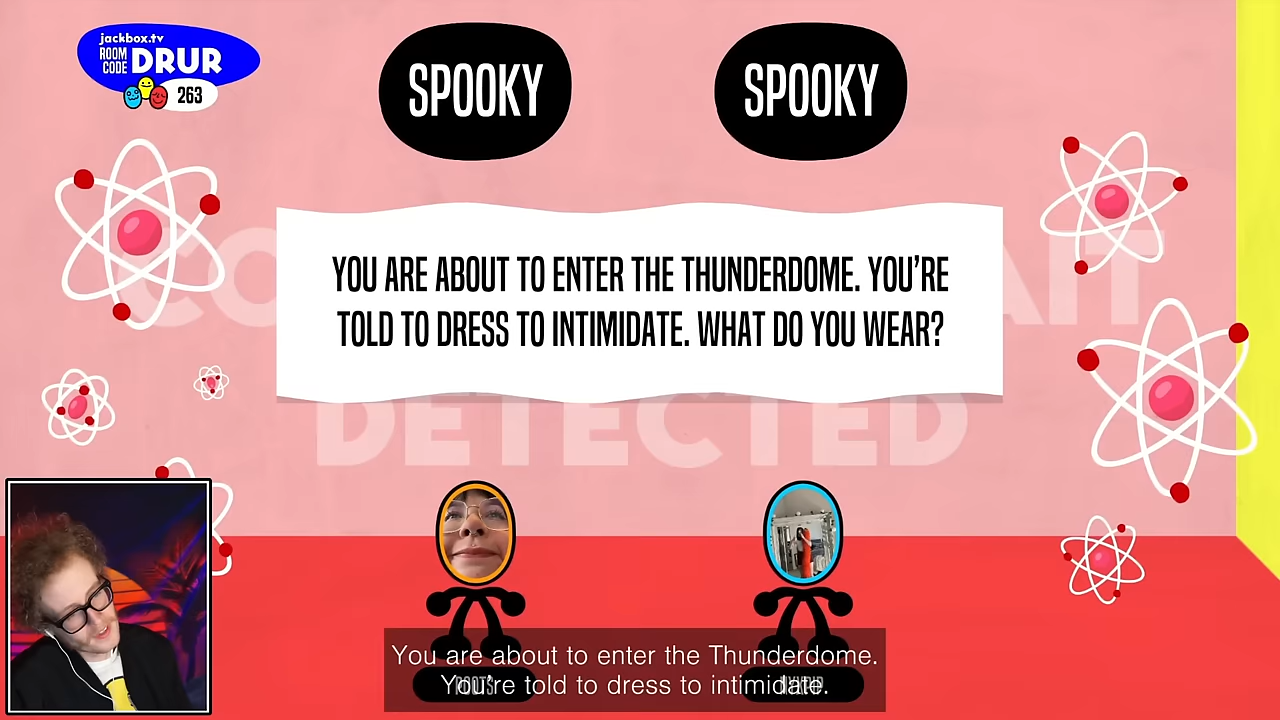 jackbox.tv
ROOM
CODE
DRUR
263
SPOOKY
SPOOKY
YOU ARE ABOUT TO ENTER THE THUNDERDOME. YOU'RE
TOLD TO DRESS TO INTIMIDATE. WHAT DO YOU WEAR?
DETECTED
You are about to enter the Thunderdome.
You're told to dress to intimidate.